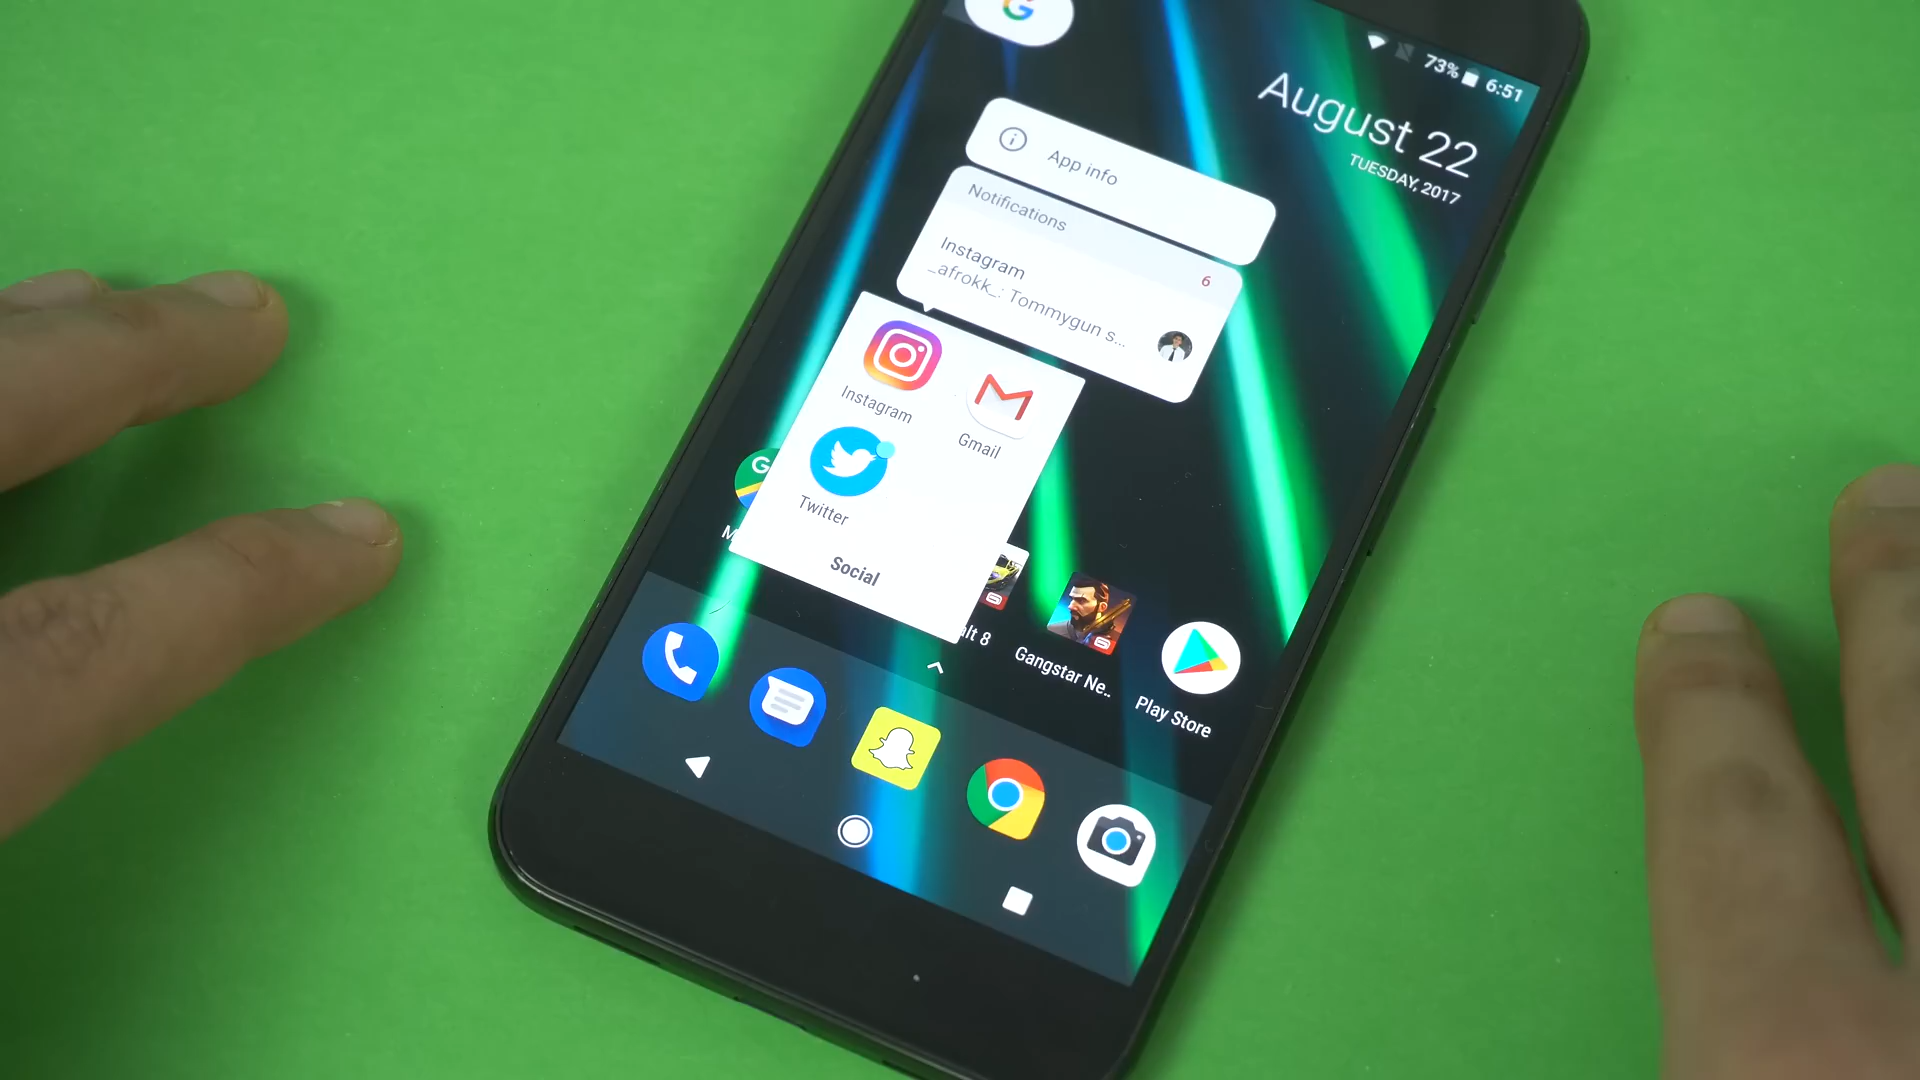 73% 6:51
August 22
TUESDAY, 2017
App info
Notifications
Instagram 6
_afrokk_: Tommygun s...
Instagram
Gmail
Twitter
Social
G
M
alt 8
Gangstar Ne..
Play Store